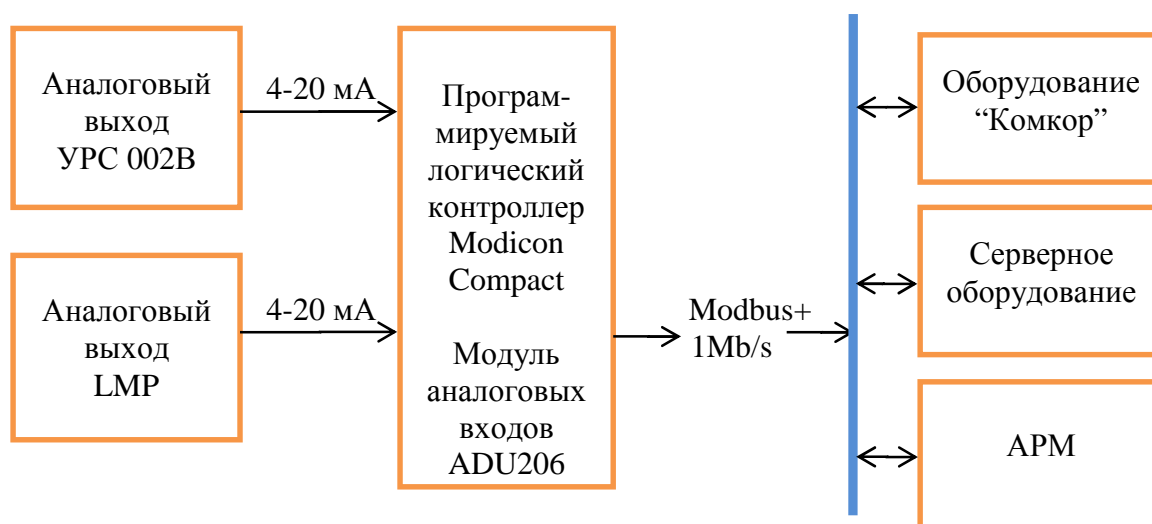 Аналоговый
выход
УРС 002В
4-20 мА
Аналоговый
выход
LMP
4-20 мА
Програм-
мируемый
логический
контроллер
Modicon
Compact
Модуль
аналоговых
входов
ADU206
Modbus+
1Mb/s
Оборудование
“Комкор”
Серверное
оборудование
АРМ